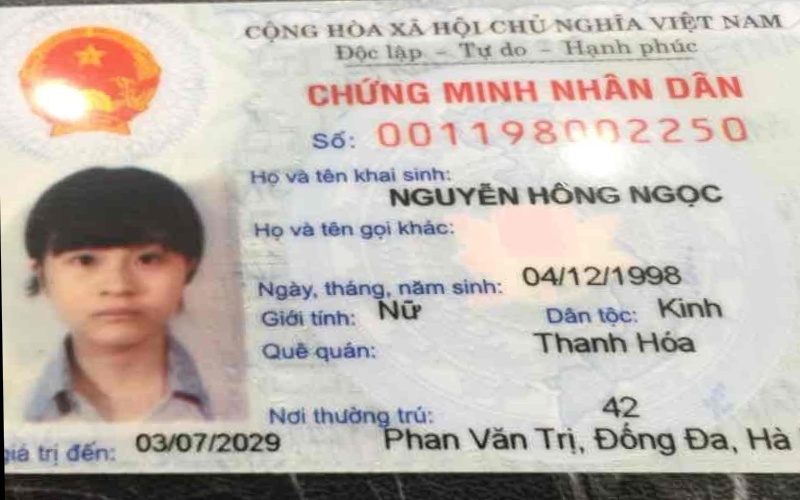 CỘNG HÒA XÃ HỘI CHỦ NGHĨA VIỆT NAM
Độc lập - Tự do - Hạnh phúc
CHỨNG MINH NHÂN DÂN
Số: 001198002250
Họ và tên khai sinh:
NGUYỄN HỒNG NGỌC
Họ và tên gọi khác:
Ngày, tháng, năm sinh: 04/12/1998
Giới tính: Nữ Dân tộc: Kinh
Quê quán: Thanh Hóa
Nơi thường trú: 42
Phan Văn Trị, Đống Đa, Hà
giá trị đến: 03/07/2029